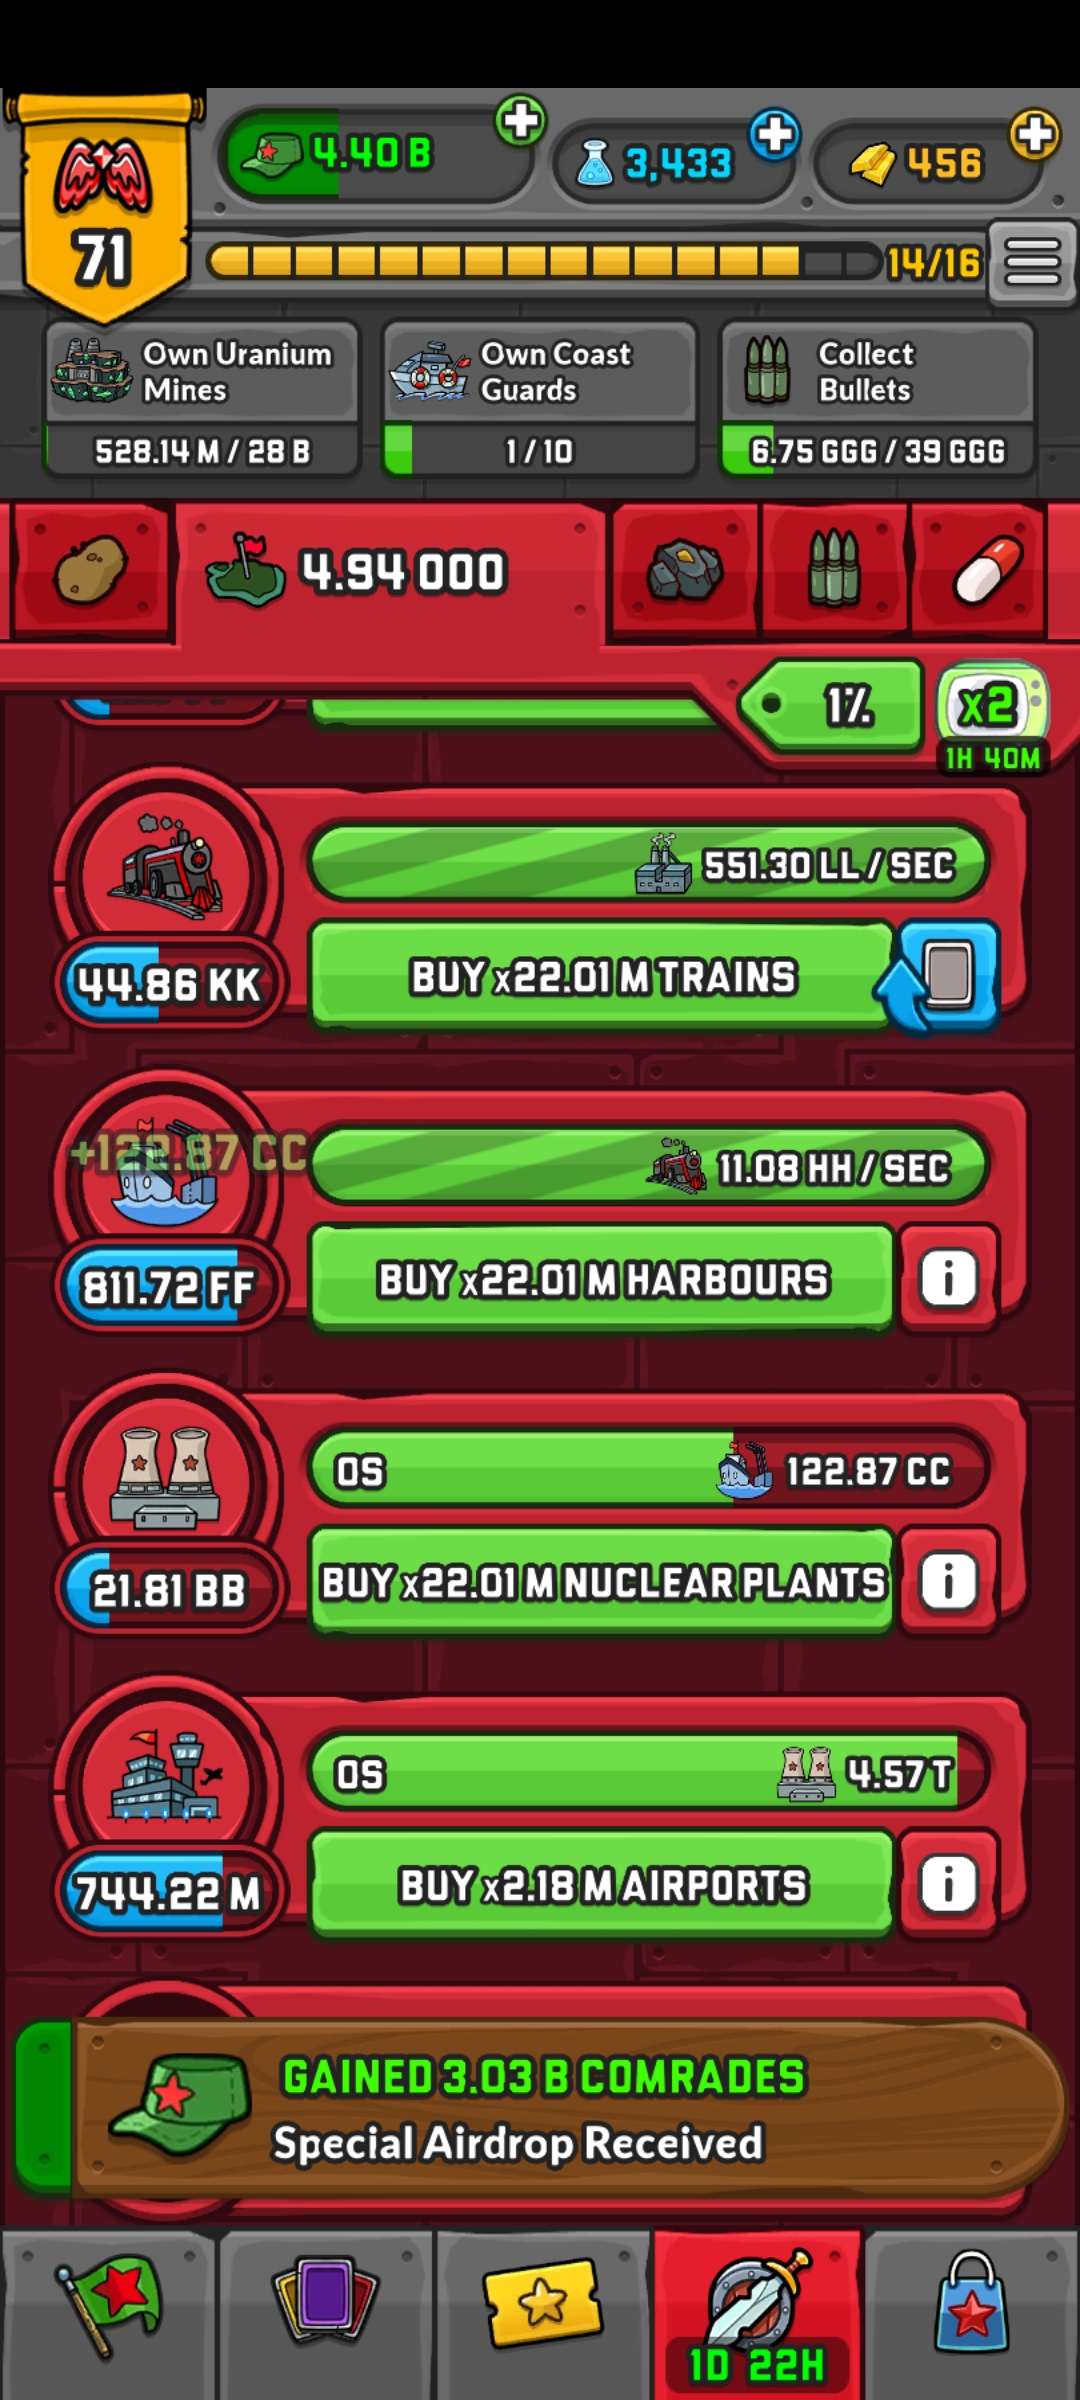 4.40 B
3,433
456
71
14/16
Own Uranium
Mines
528.14 M / 28 B
Own Coast
Guards
1 / 10
Collect
Bullets
6.75 GGG / 39 GGG
4.94 000
1%
x2
1H 40M
551.30 LL / SEC
44.86 KK
BUY x22.01 M TRAINS
+122.87 CC
11.08 HH / SEC
811.72 FF
BUY x22.01 M HARBOURS
i
0S
122.87 CC
21.81 BB
BUY x22.01 M NUCLEAR PLANTS
i
0S
4.57 T
744.22 M
BUY x2.18 M AIRPORTS
i
GAINED 3.03 B COMRADES
Special Airdrop Received
1D 22H